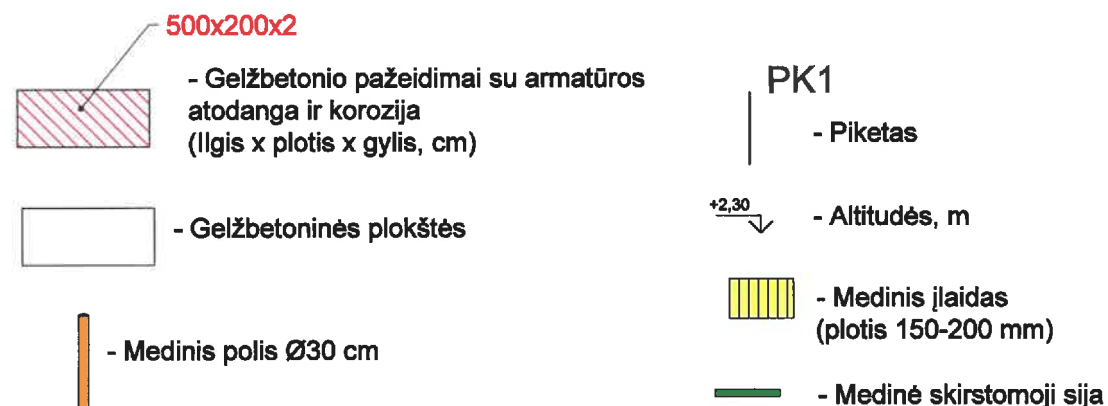 500x200x2
- Gelžbetonio pažeidimai su armatūros
atodanga ir korozija
(Ilgis x plotis x gylis, cm)
- Gelžbetoninės plokštės
- Medinis polis Ø30 cm
PK1
- Piketas
+2,30
- Altitudės, m
- Medinis įlaidas
(plotis 150-200 mm)
- Medinė skirstomoji sija